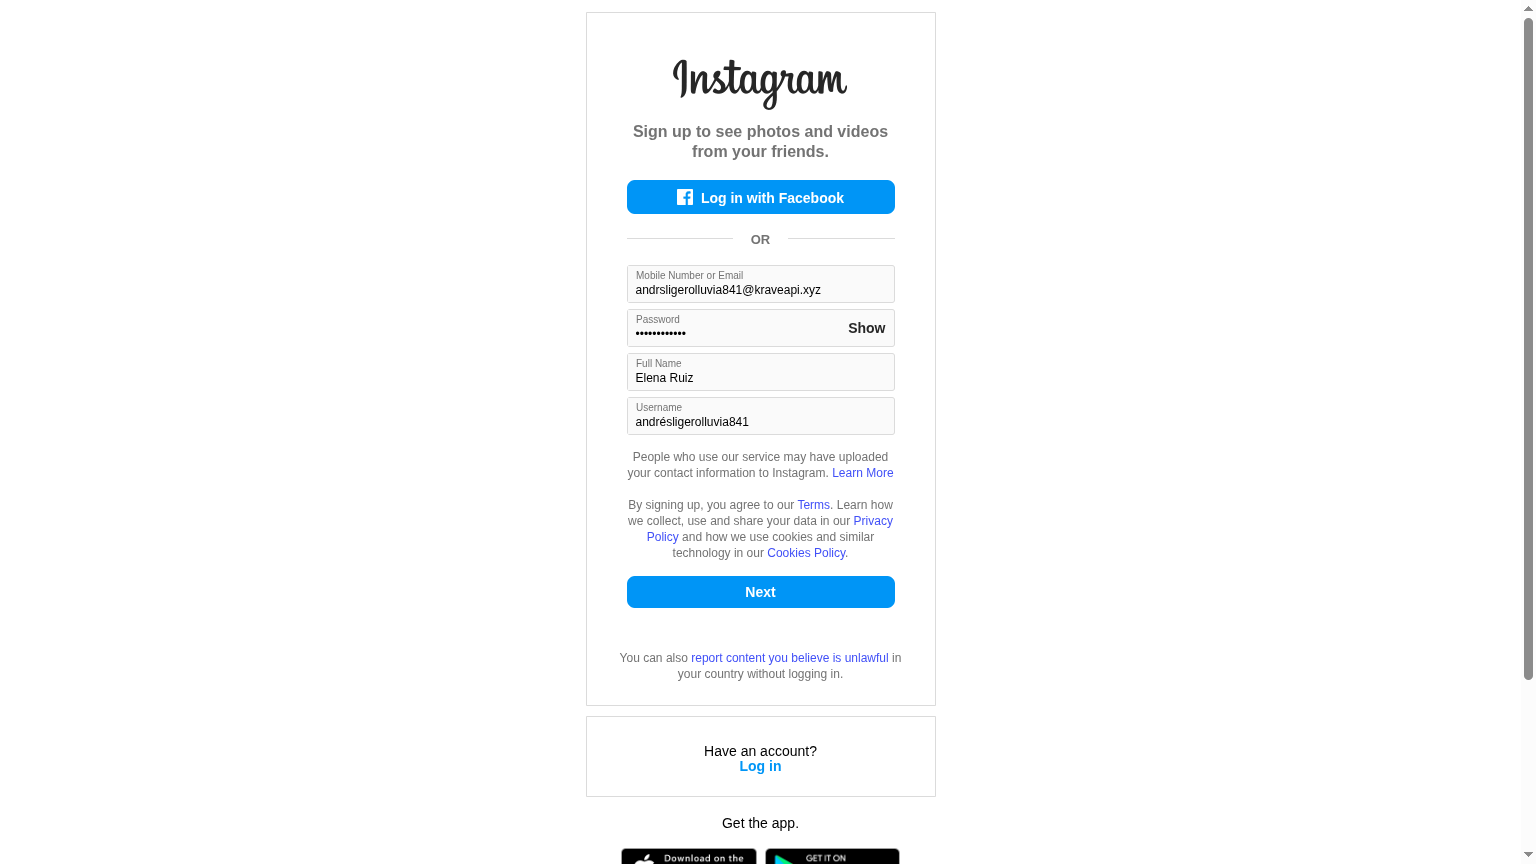 Instagram
Sign up to see photos and videos
from your friends.
Log in with Facebook
OR
Mobile Number or Email
andrsligerolluvia841@kraveapi.xyz
Password
••••••••••••
Show
Full Name
Elena Ruiz
Username
andrésligerolluvia841
People who use our service may have uploaded
your contact information to Instagram. Learn More
By signing up, you agree to our Terms. Learn how
we collect, use and share your data in our Privacy
Policy and how we use cookies and similar
technology in our Cookies Policy.
Next
You can also report content you believe is unlawful in
your country without logging in.
Have an account?
Log in
Get the app.
Download on the
GET IT ON